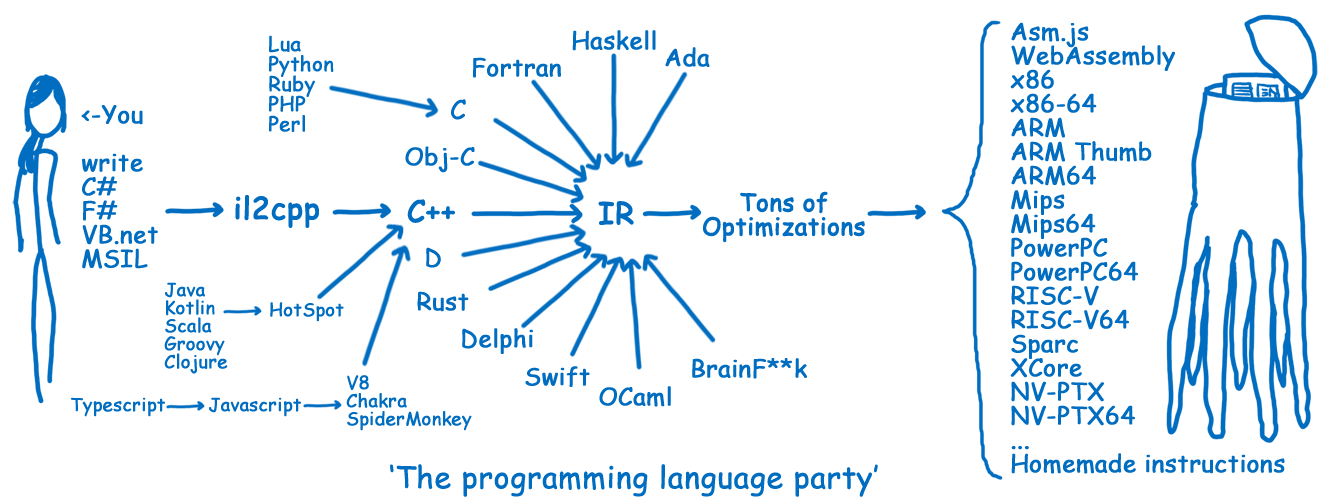 <-You
write
C#
F#
VB.net
MSIL
il2cpp
Lua
Python
Ruby
PHP
Perl
C
Obj-C
C++
D
Rust
Delphi
Swift
OCaml
BrainF**k
Fortran
Haskell
Ada
IR
Java
Kotlin
Scala
Groovy
Clojure
HotSpot
Typescript
Javascript
V8
Chakra
SpiderMonkey
Tons of
Optimizations
Asm.js
WebAssembly
x86
x86-64
ARM
ARM Thumb
ARM64
Mips
Mips64
PowerPC
PowerPC64
RISC-V
RISC-V64
Sparc
XCore
NV-PTX
NV-PTX64
...
Homemade instructions
'The programming language party'